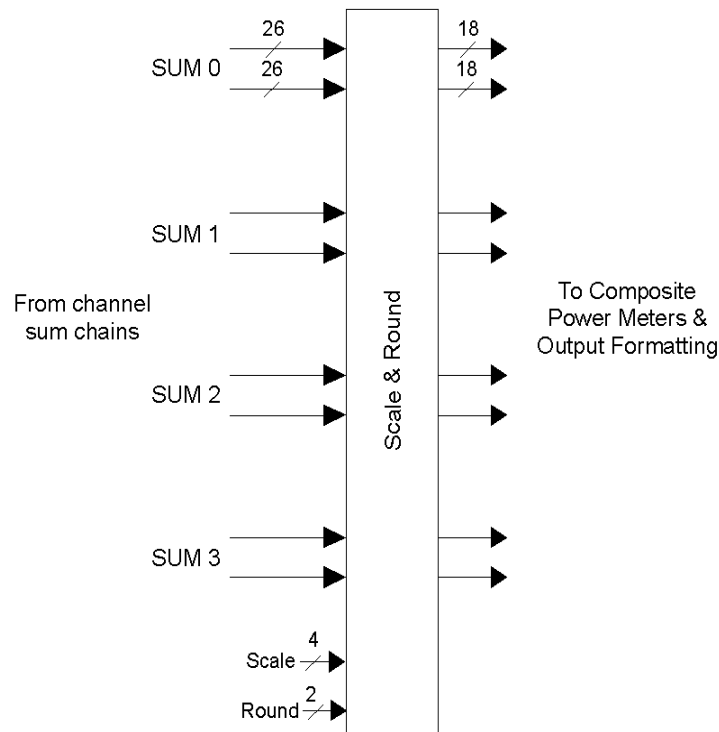 26
18
SUM 0
26
18
SUM 1
From channel
sum chains
Scale & Round
To Composite
Power Meters &
Output Formatting
SUM 2
SUM 3
4
Scale
2
Round